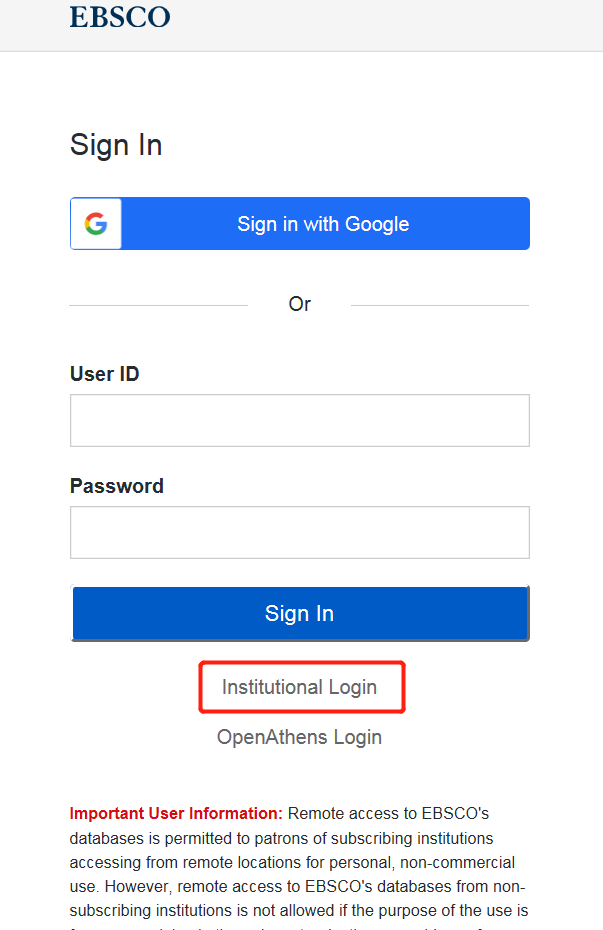 EBSCO
Sign In
Sign in with Google
Or
User ID
Password
Sign In
Institutional Login
OpenAthens Login
Important User Information: Remote access to EBSCO's
databases is permitted to patrons of subscribing institutions
accessing from remote locations for personal, non-commercial
use. However, remote access to EBSCO's databases from non-
subscribing institutions is not allowed if the purpose of the use is